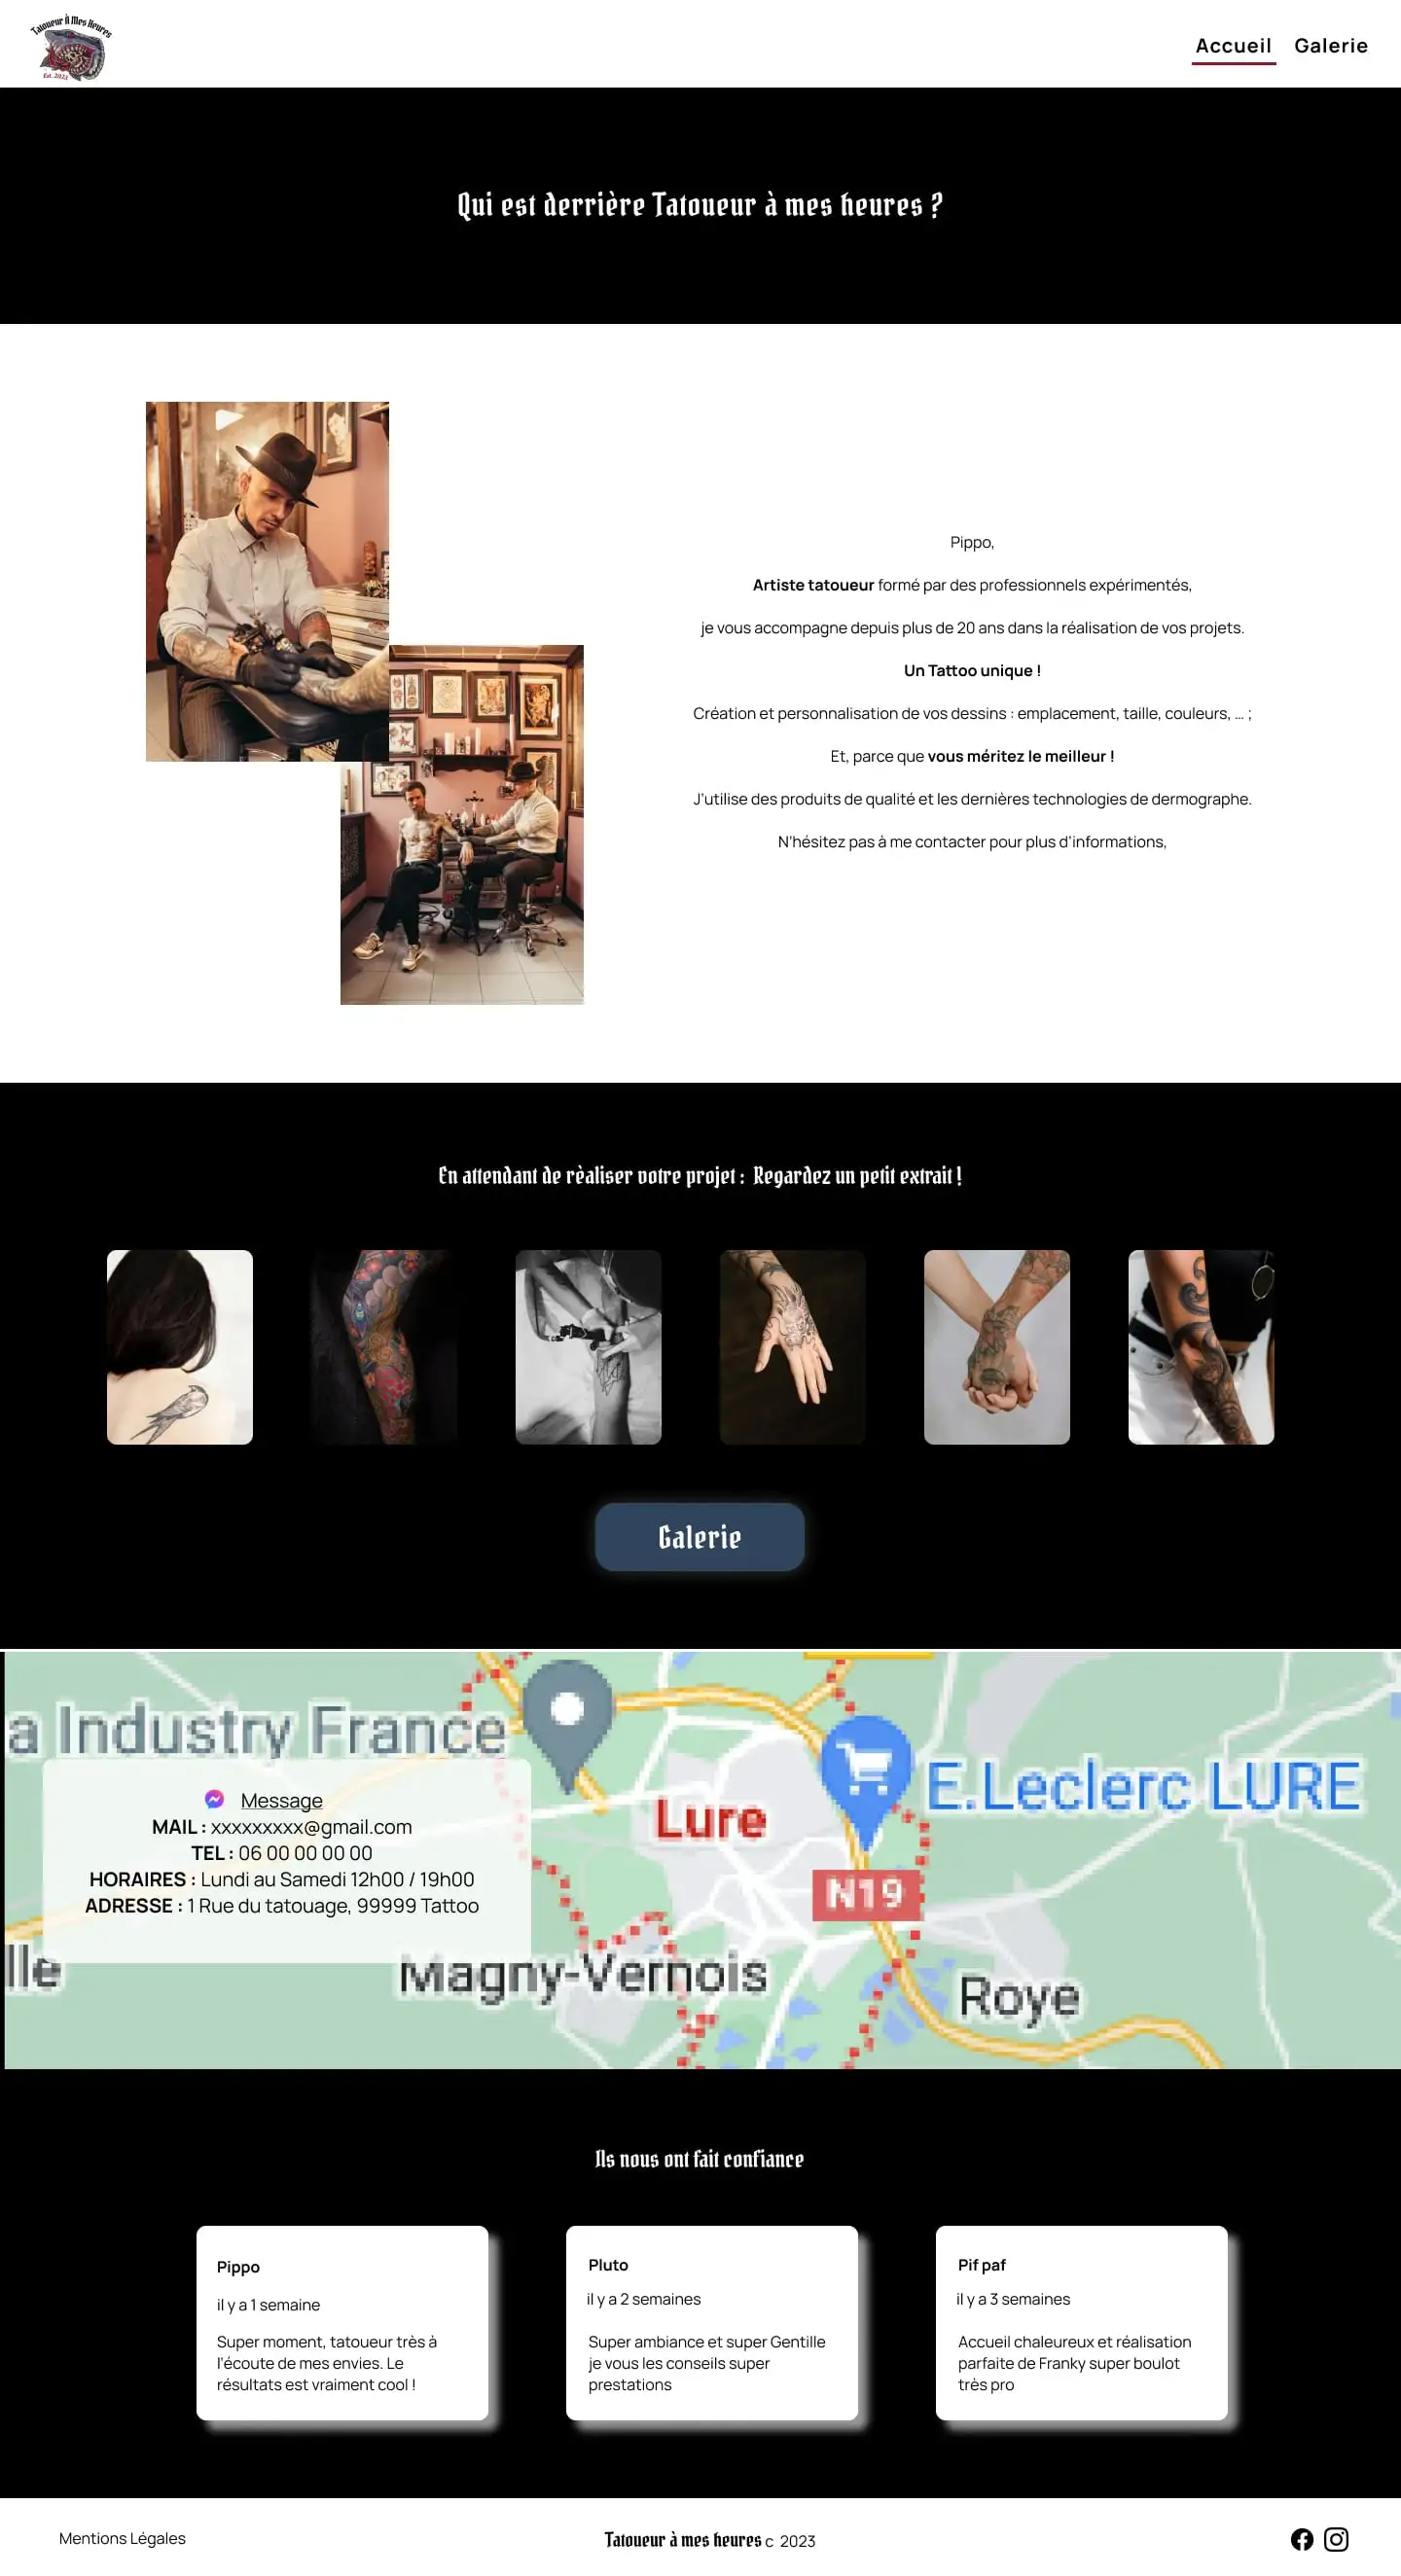 Tatoueur À Mes Heures
Est. 2023
Accueil Galerie
Qui est derrière Tatoueur à mes heures ?
Pippo,
Artiste tatoueur formé par des professionnels expérimentés,
je vous accompagne depuis plus de 20 ans dans la réalisation de vos projets.
Un Tattoo unique !
Création et personnalisation de vos dessins : emplacement, taille, couleurs, ... ;
Et, parce que vous méritez le meilleur !
J'utilise des produits de qualité et les dernières technologies de dermographe.
N'hésitez pas à me contacter pour plus d'informations,
En attendant de rèaliser votre projet : Regardez un petit extrait !
Galerie
a Industry France
E.Leclerc LURE
Lure
N19
Message
MAIL : xxxxxxxxx@gmail.com
TEL : 06 00 00 00 00
HORAIRES : Lundi au Samedi 12h00 / 19h00
ADRESSE : 1 Rue du tatouage, 99999 Tattoo
lle
Magny-Vernois
Roye
Ils nous ont fait confiance
Pippo
il y a 1 semaine
Super moment, tatoueur très à
l'écoute de mes envies. Le
résultats est vraiment cool !
Pluto
il y a 2 semaines
Super ambiance et super Gentille
je vous les conseils super
prestations
Pif paf
il y a 3 semaines
Accueil chaleureux et réalisation
parfaite de Franky super boulot
très pro
Mentions Légales
Tatoueur à mes heures c 2023